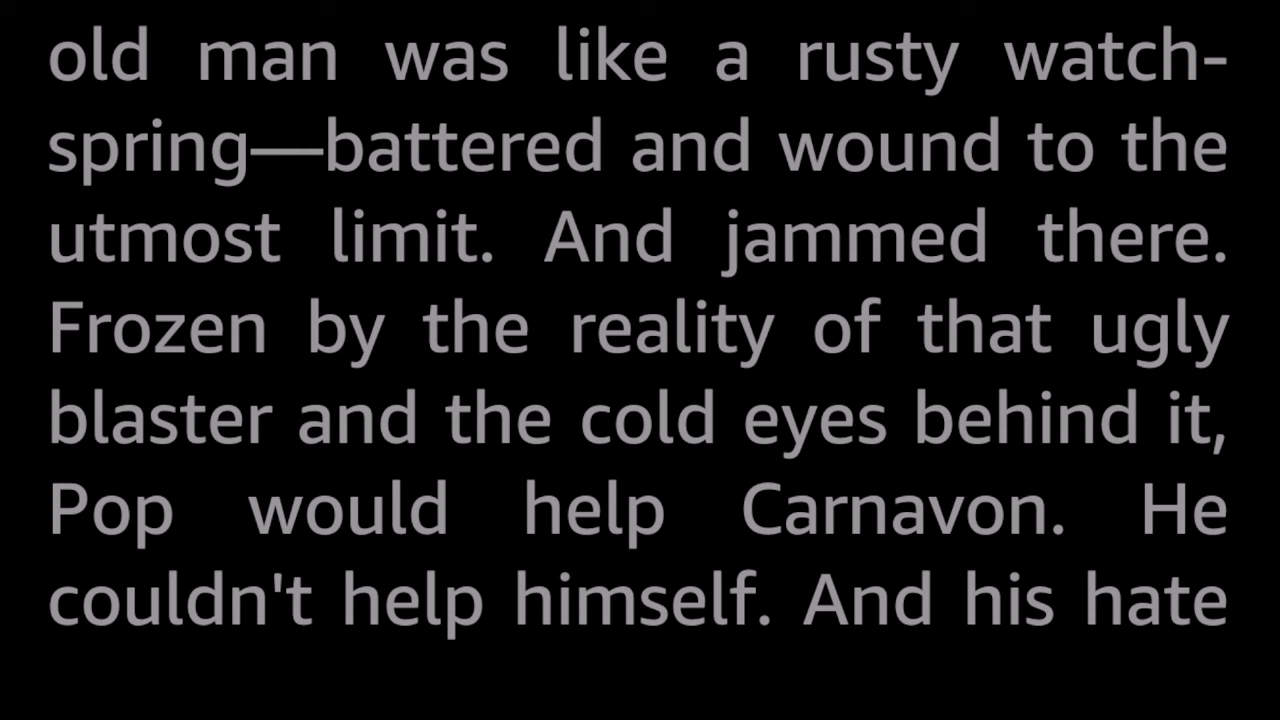 old man was like a rusty watch-
spring—battered and wound to the
utmost limit. And jammed there.
Frozen by the reality of that ugly
blaster and the cold eyes behind it,
Pop would help Carnavon. He
couldn't help himself. And his hate